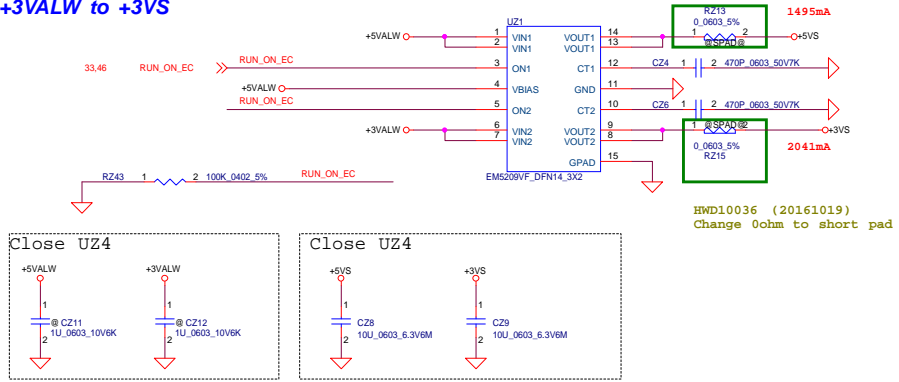 +3VALW to +3VS
UZ1
RZ13
0_0603_5%
1495mA
1 2
@SPAD@
+5VS
+5VALW
1 VIN1 VOUT1 14
2 VIN1 VOUT1 13
33,46 RUN_ON_EC
RUN_ON_EC
3 ON1 CT1 12
CZ4 1 2 470P_0603_50V7K
+5VALW
4 VBIAS GND 11
RUN_ON_EC
5 ON2 CT2 10
CZ6 1 2 470P_0603_50V7K
+3VALW
6 VIN2 VOUT2 9
7 VIN2 VOUT2 8
1 @SPAD@ 2
+3VS
0_0603_5%
RZ15
2041mA
GPAD 15
EM5209VF_DFN14_3X2
RZ43 1 2 100K_0402_5% RUN_ON_EC
HWD10036 (20161019)
Change 0ohm to short pad
Close UZ4
+5VALW +3VALW
1 1
@ CZ11 @ CZ12
1U_0603_10V6K 1U_0603_10V6K
2 2
Close UZ4
+5VS +3VS
1 1
CZ8 CZ9
10U_0603_6.3V6M 10U_0603_6.3V6M
2 2